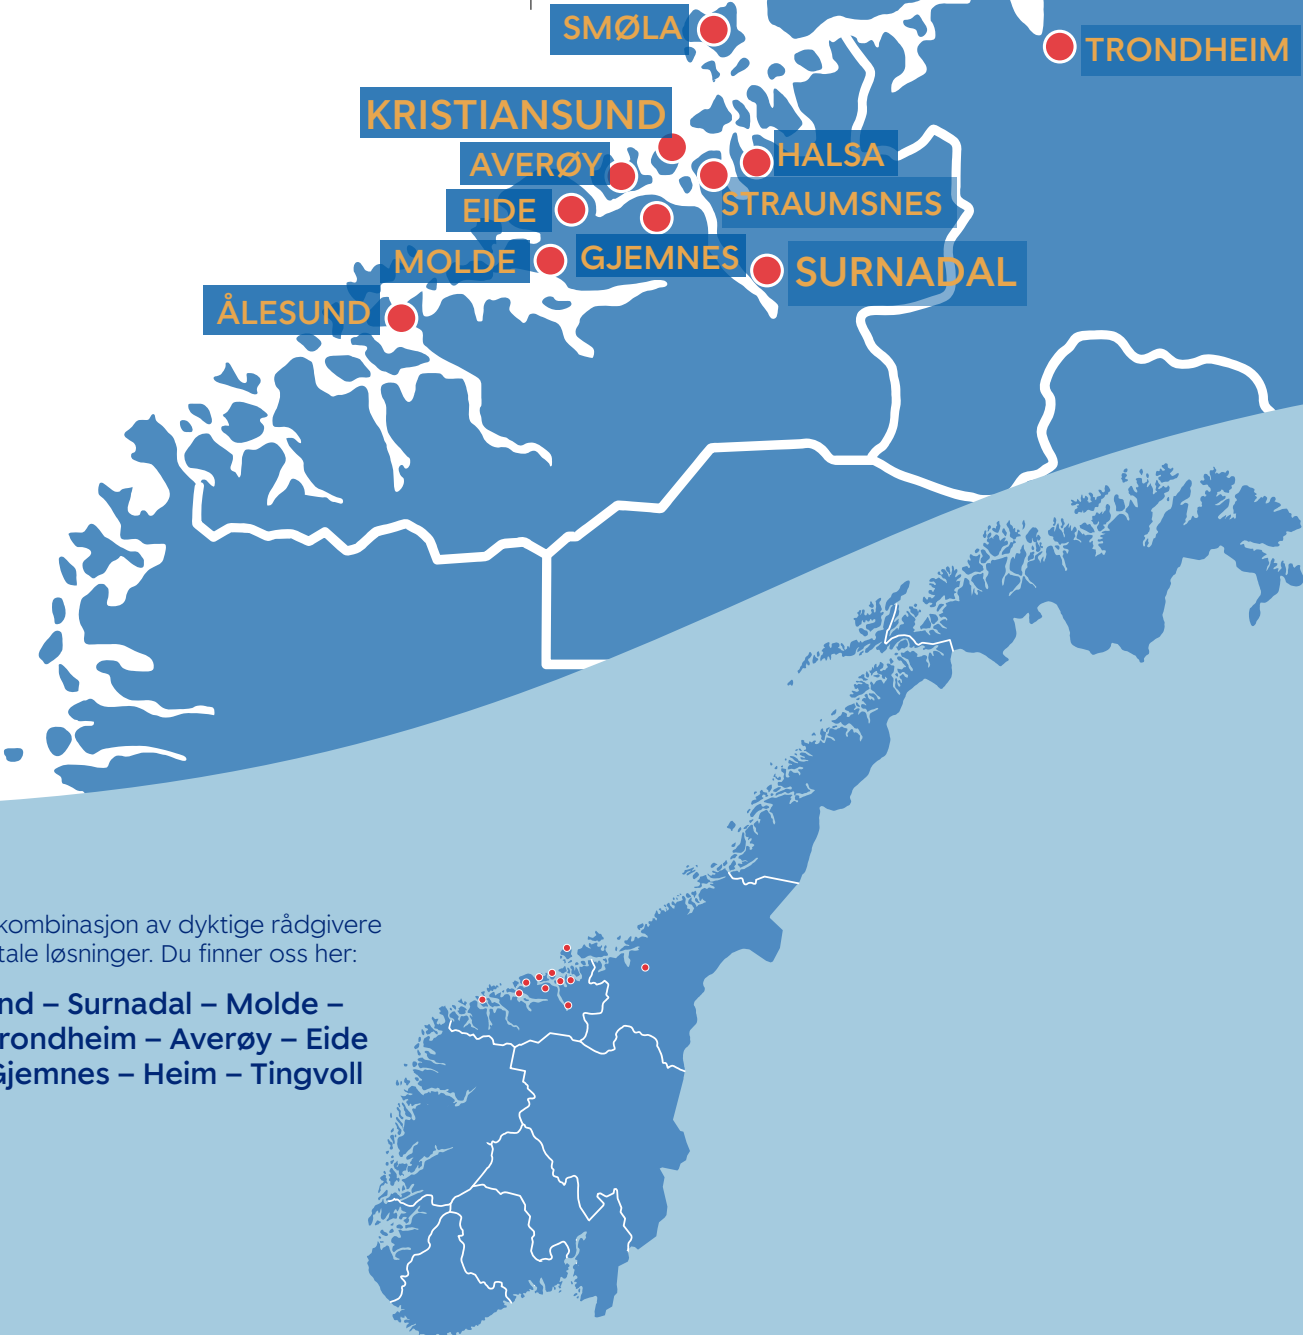 SMØLA
TRONDHEIM
KRISTIANSUND
AVERØY
HALSA
EIDE
STRAUMSNES
MOLDE
GJEMNES
SURNADAL
ÅLESUND
kombinasjon av dyktige rådgivere
tale løsninger. Du finner oss her:
nd – Surnadal – Molde –
rondheim – Averøy – Eide
Gjemnes – Heim – Tingvoll